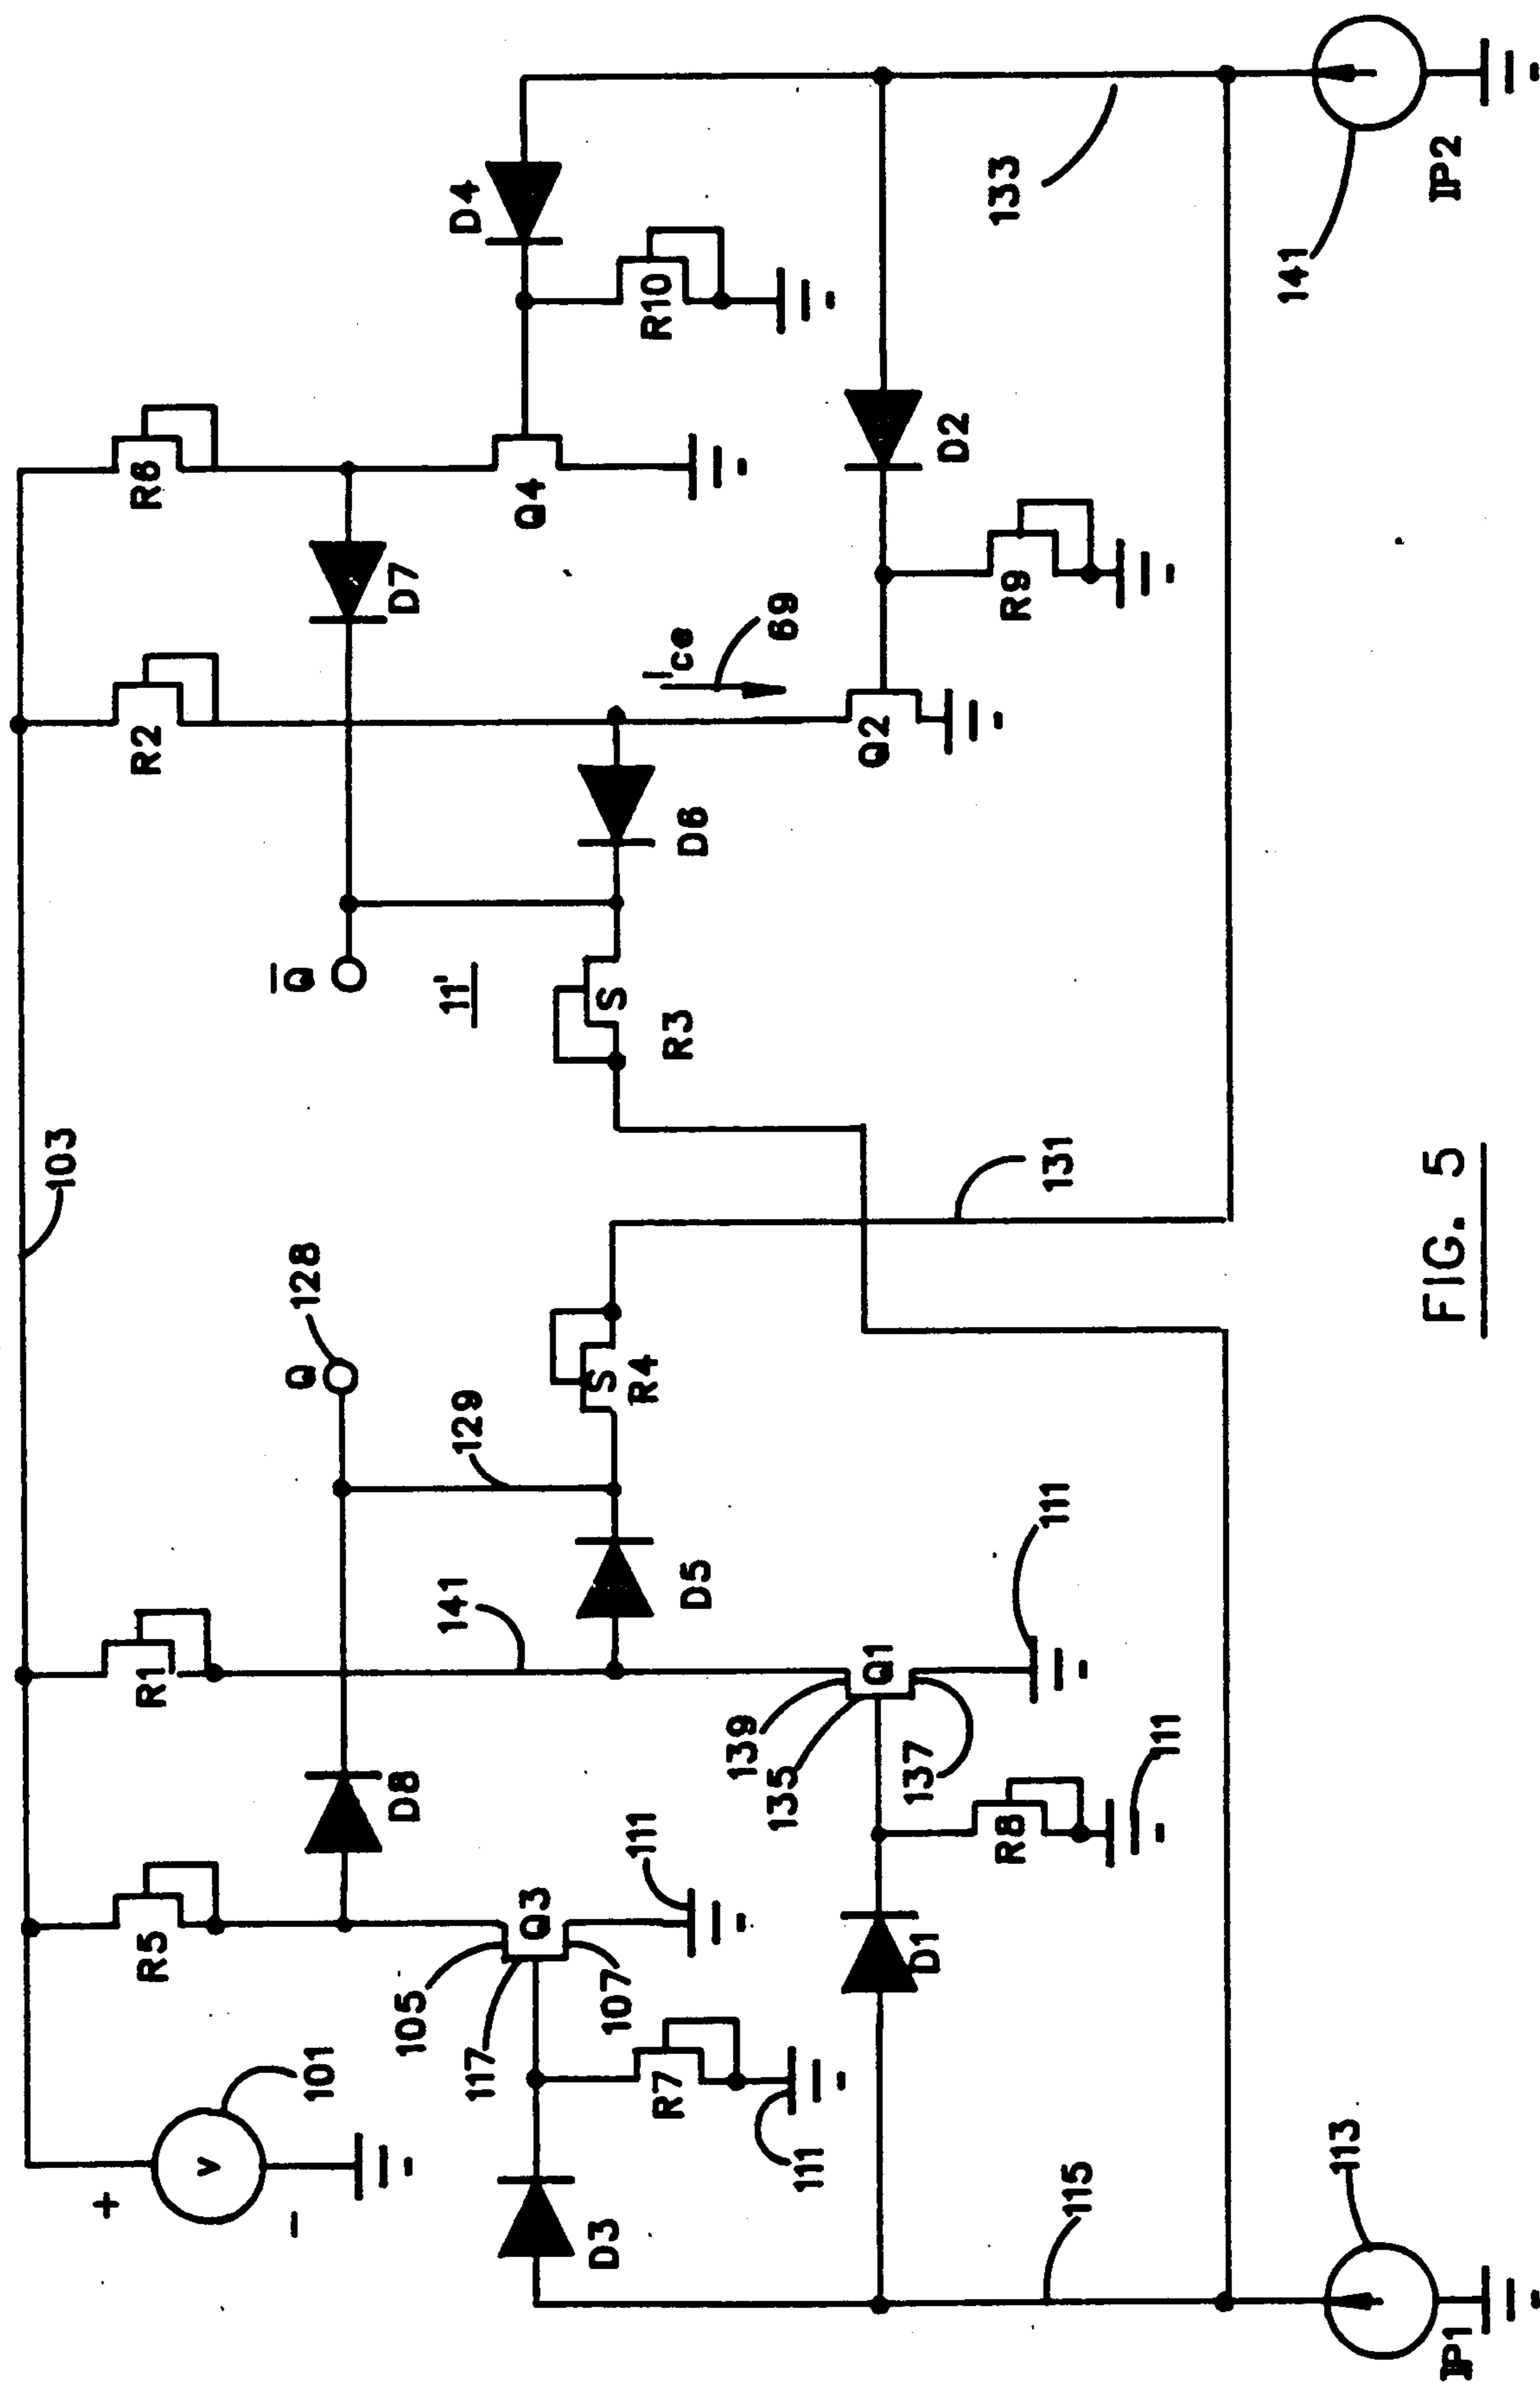 103
R5
R1
R2
R6
101
+
V
-
D8
Q
128
Q̅
D7
11'
105
Q3
117
107
111
141
129
D5
S
R4
S
R3
D6
Ice
69
Q4
D4
R10
D3
R7
111
139
135
137
Q1
111
131
Q2
D2
R9
133
D1
R8
111
115
113
IP1
141
IP2
FIG. 5